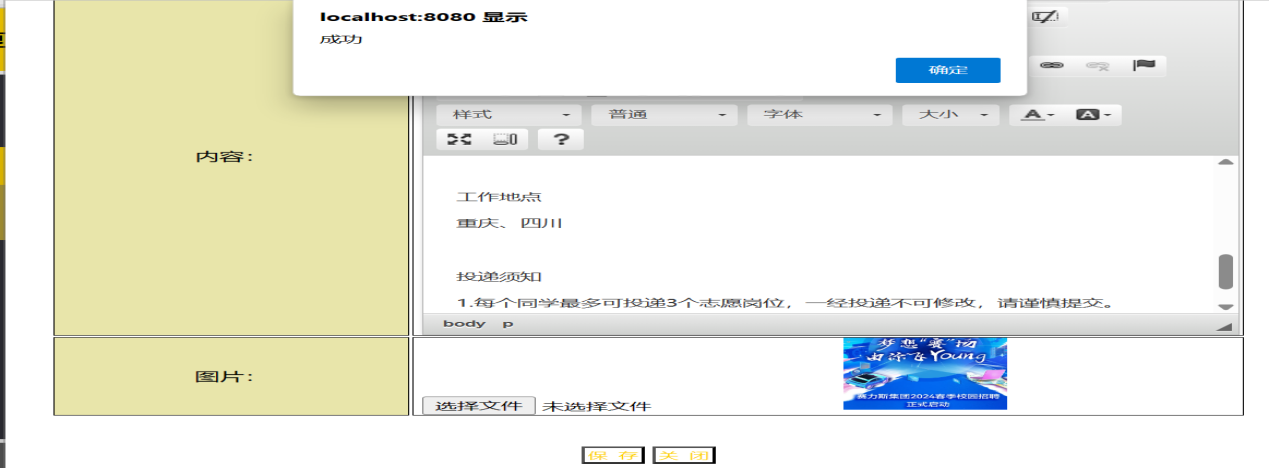 localhost:8080 显示
成功
确定
样式 普通 字体 大小 A A
?
内容：
工作地点
重庆、四川
投递须知
1.每个同学最多可投递3个志愿岗位，一经投递不可修改，请谨慎提交。
body p
图片：
梦想"赛"场
由你在Young
赛力斯集团2024春季校园招聘
正式启动
选择文件 未选择文件
保 存 关 闭